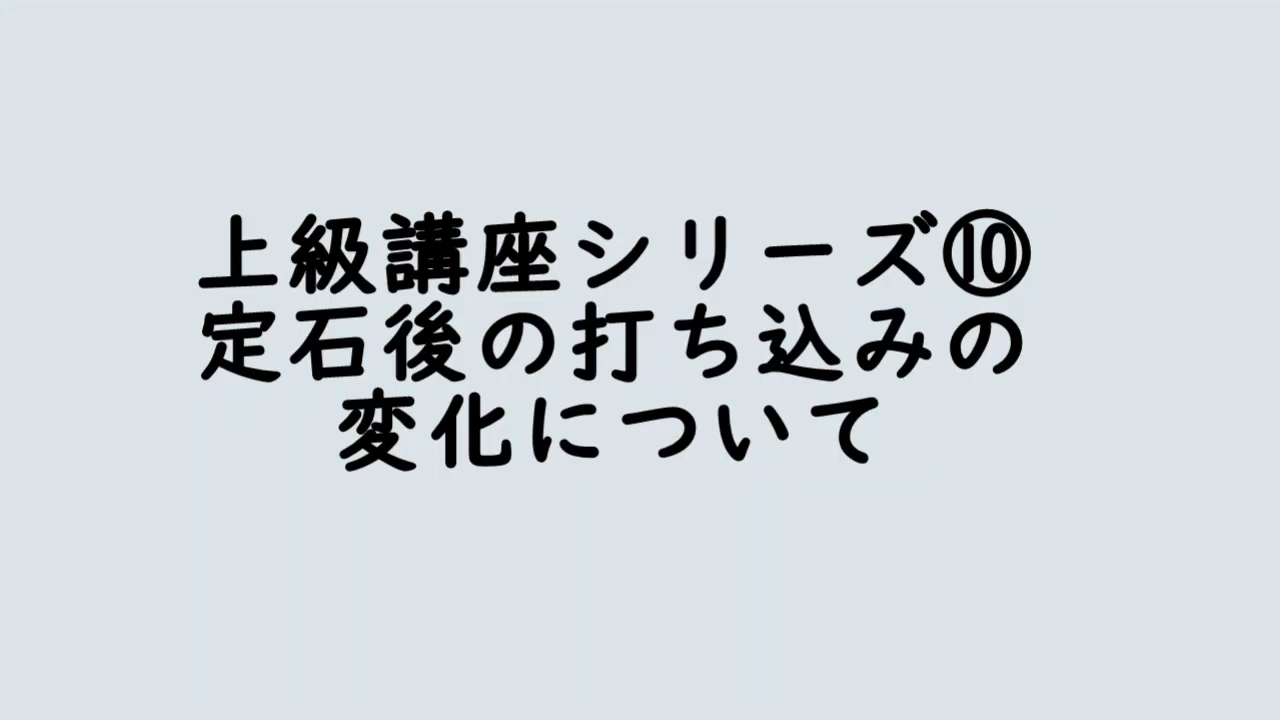 上級講座シリーズ⑩
定石後の打ち込みの
変化について